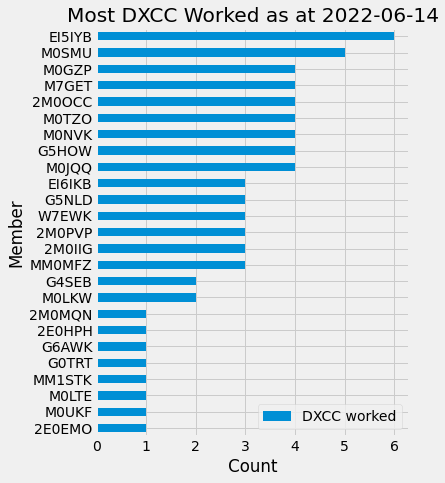 Most DXCC Worked as at 2022-06-14
EI5IYB
M0SMU
M0GZP
M7GET
2M0OCC
M0TZO
M0NVK
G5HOW
M0JQQ
EI6IKB
G5NLD
W7EWK
2M0PVP
2M0IIG
MM0MFZ
G4SEB
M0LKW
2M0MQN
2E0HPH
G6AWK
G0TRT
MM1STK
M0LTE
M0UKF
2E0EMO
Member
DXCC worked
0 1 2 3 4 5 6
Count